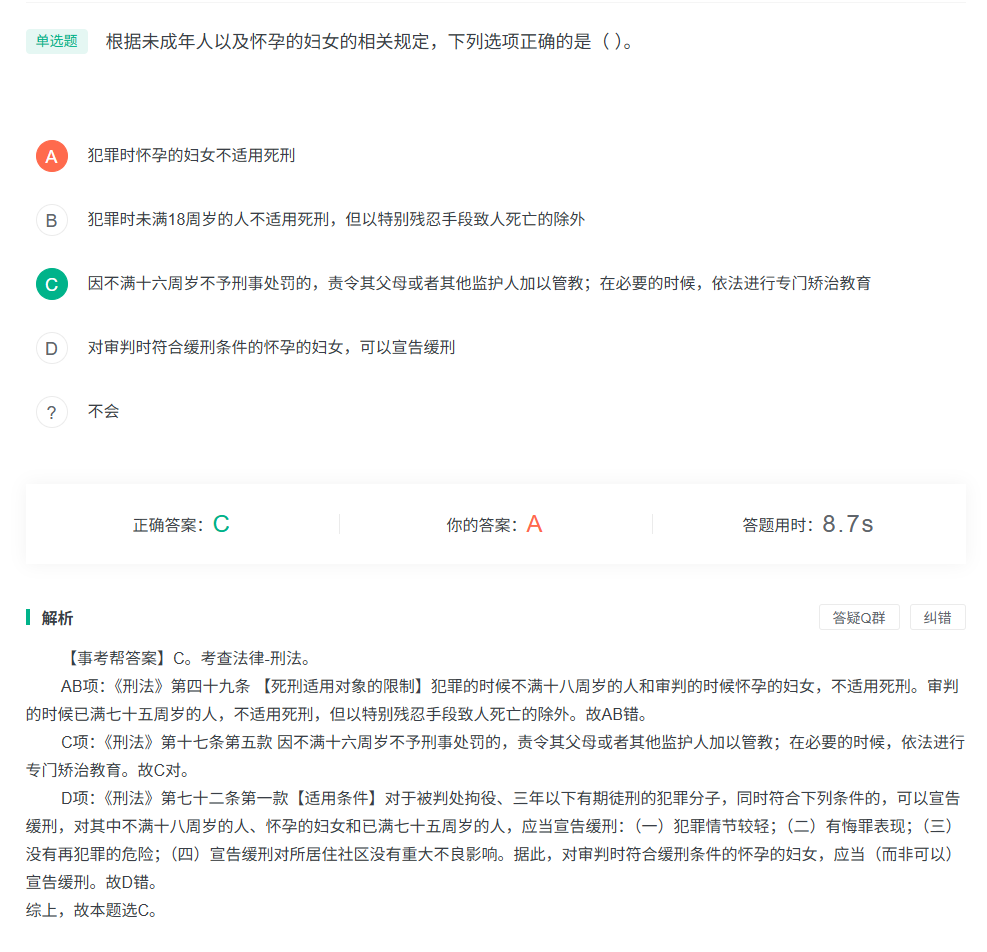 单选题 根据未成年人以及怀孕的妇女的相关规定，下列选项正确的是（ ）。
A 犯罪时怀孕的妇女不适用死刑
B 犯罪时未满18周岁的人不适用死刑，但以特别残忍手段致人死亡的除外
C 因不满十六周岁不予刑事处罚的，责令其父母或者其他监护人加以管教；在必要的时候，依法进行专门矫治教育
D 对审判时符合缓刑条件的怀孕的妇女，可以宣告缓刑
? 不会
正确答案：C 你的答案：A 答题用时：8.7s
解析 答疑Q群 纠错
【事考帮答案】C。考查法律-刑法。
AB项：《刑法》第四十九条 【死刑适用对象的限制】犯罪的时候不满十八周岁的人和审判的时候怀孕的妇女，不适用死刑。审判
的时候已满七十五周岁的人，不适用死刑，但以特别残忍手段致人死亡的除外。故AB错。
C项：《刑法》第十七条第五款 因不满十六周岁不予刑事处罚的，责令其父母或者其他监护人加以管教；在必要的时候，依法进行
专门矫治教育。故C对。
D项：《刑法》第七十二条第一款【适用条件】对于被判处拘役、三年以下有期徒刑的犯罪分子，同时符合下列条件的，可以宣告
缓刑，对其中不满十八周岁的人、怀孕的妇女和已满七十五周岁的人，应当宣告缓刑：（一）犯罪情节较轻；（二）有悔罪表现；（三）
没有再犯罪的危险；（四）宣告缓刑对所居住社区没有重大不良影响。据此，对审判时符合缓刑条件的怀孕的妇女，应当（而非可以）
宣告缓刑。故D错。
综上，故本题选C。